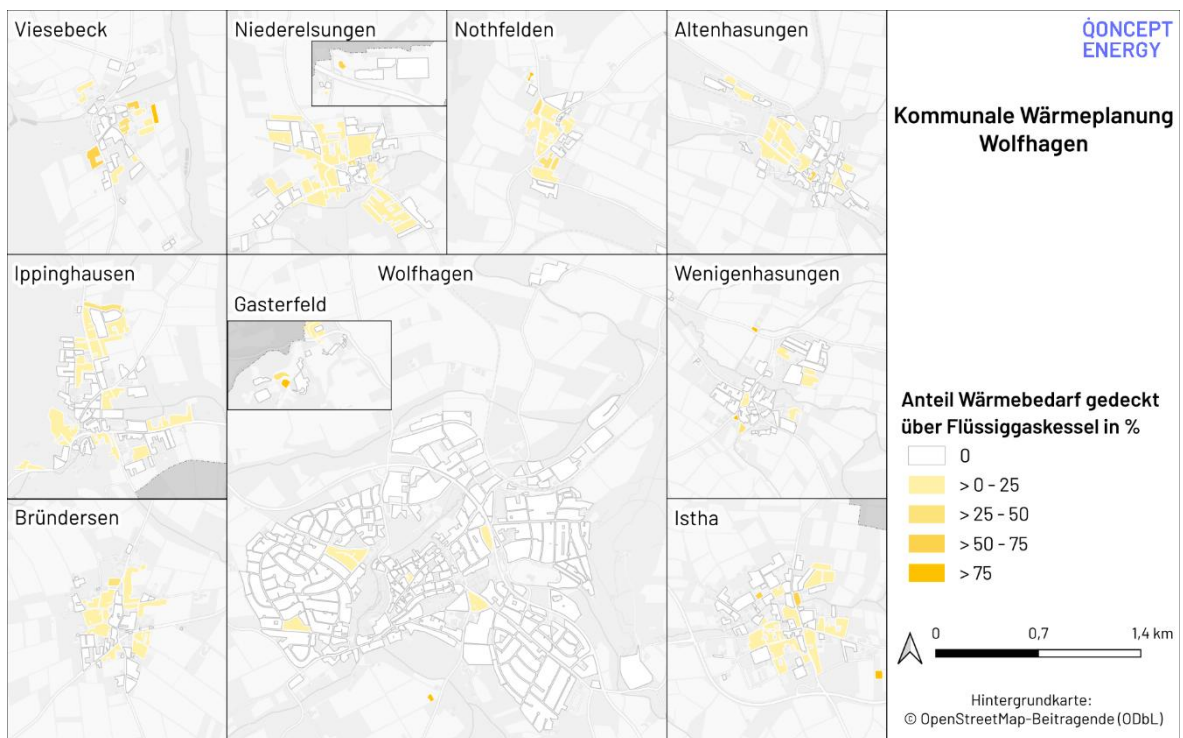 Viesebeck
Niederelsungen
Nothfelden
Altenhasungen
QONCEPT
ENERGY
Kommunale Wärmeplanung
Wolfhagen
Ippinghausen
Wolfhagen
Gasterfeld
Wenigenhasungen
Bründersen
Istha
Anteil Wärmebedarf gedeckt
über Flüssiggaskessel in %
0
> 0 - 25
> 25 - 50
> 50 - 75
> 75
0 0,7 1,4 km
Hintergrundkarte:
© OpenStreetMap-Beitragende (ODbL)